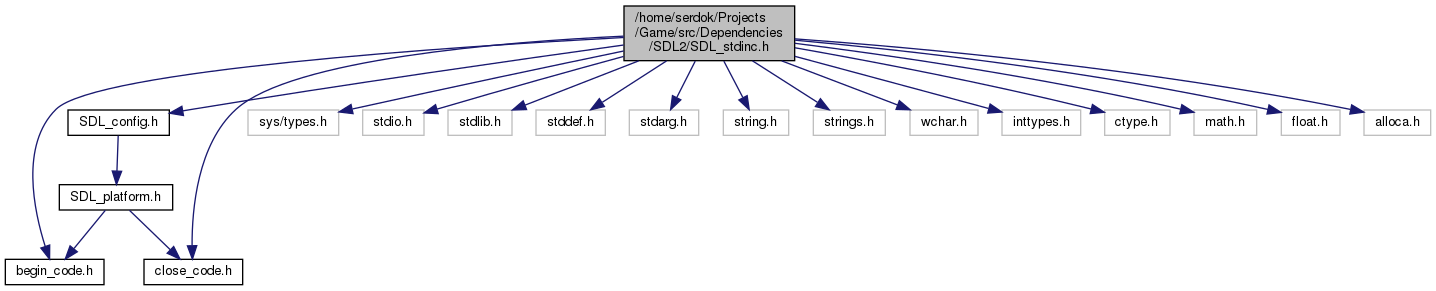 /home/serdok/Projects
/Game/src/Dependencies
/SDL2/SDL_stdinc.h
SDL_config.h
sys/types.h
stdio.h
stdlib.h
stddef.h
stdarg.h
string.h
strings.h
wchar.h
inttypes.h
ctype.h
math.h
float.h
alloca.h
SDL_platform.h
begin_code.h
close_code.h